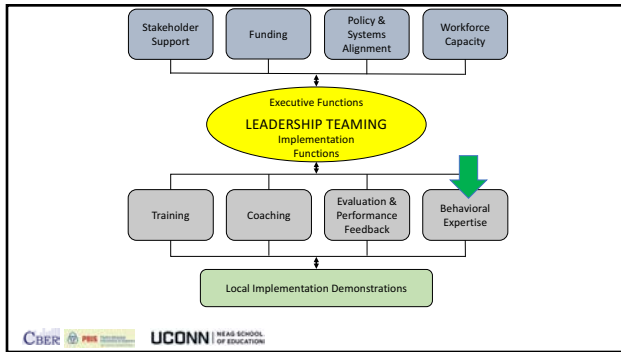 Stakeholder
Support
Funding
Policy &
Systems
Alignment
Workforce
Capacity
Executive Functions
LEADERSHIP TEAMING
Implementation
Functions
Training
Coaching
Evaluation &
Performance
Feedback
Behavioral
Expertise
Local Implementation Demonstrations
CBER
PBIS
UCONN
NEAG SCHOOL
OF EDUCATION